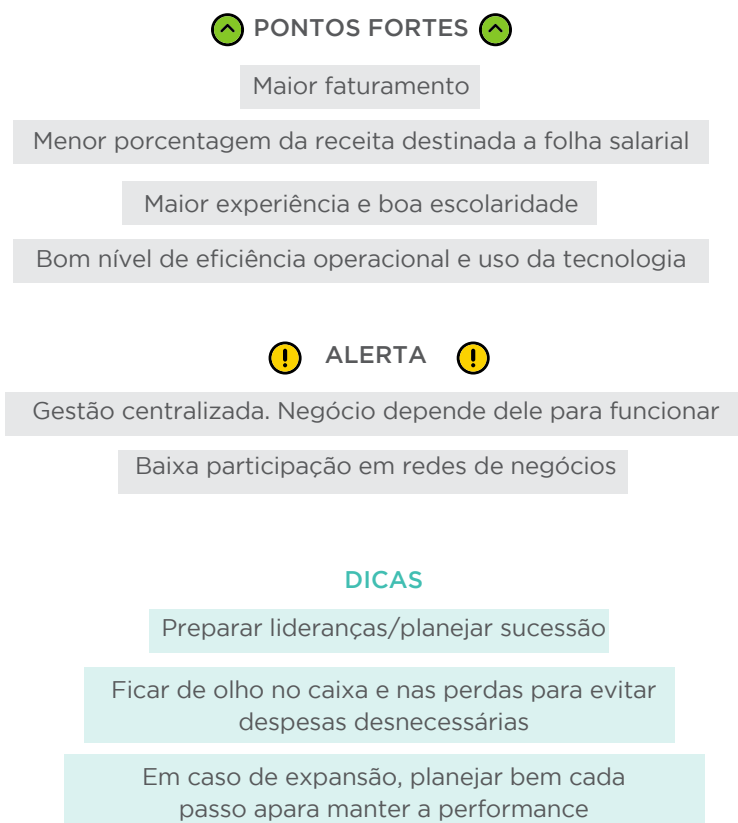 PONTOS FORTES
Maior faturamento
Menor porcentagem da receita destinada a folha salarial
Maior experiência e boa escolaridade
Bom nível de eficiência operacional e uso da tecnologia
ALERTA
Gestão centralizada. Negócio depende dele para funcionar
Baixa participação em redes de negócios
DICAS
Preparar lideranças/planejar sucessão
Ficar de olho no caixa e nas perdas para evitar
despesas desnecessárias
Em caso de expansão, planejar bem cada
passo apara manter a performance